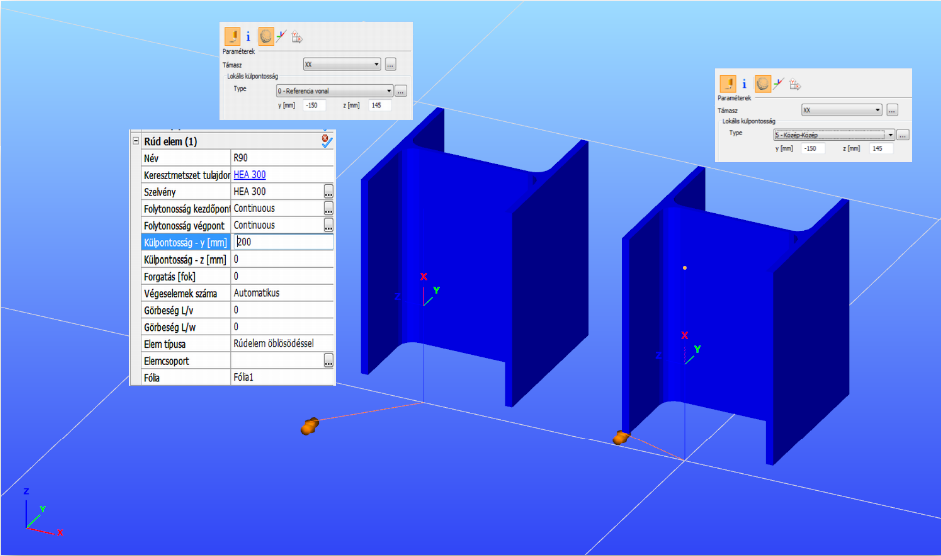 Paraméterek
Támasz XX ...
Lokális külpontosság
Type 0 - Referencia vonal ...
y [mm] -150 z [mm] 145
Paraméterek
Támasz XX ...
Lokális külpontosság
Type 5 - Közép-Közép ...
y [mm] -150 z [mm] 145
Rúd elem (1)
Név R90
Keresztmetszet tulajdor HEA 300
Szelvény HEA 300 ...
Folytonosság kezdőpont Continuous ...
Folytonosság végpont Continuous ...
Külpontosság - y [mm] 200
Külpontosság - z [mm] 0
Forgatás [fok] 0
Végeselemek száma Automatikus
Görbeség L/v 0
Görbeség L/w 0
Elem típusa Rúdelem öblösödéssel
Elemcsoport ...
Fólia Fólia1
X
Y
Z
X
Y
Z
Z
Y
X